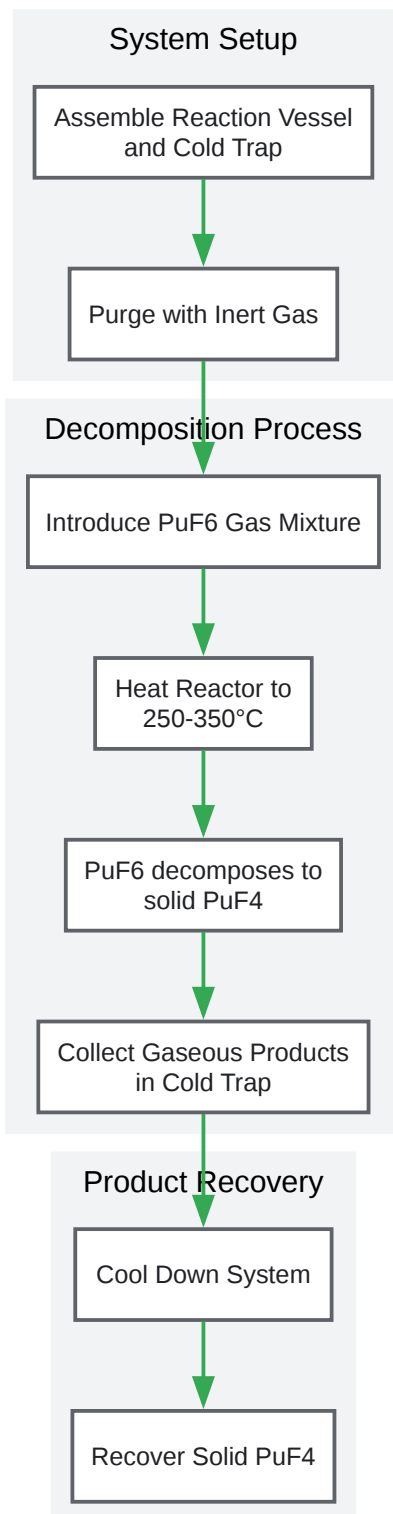 System Setup
Assemble Reaction Vessel
and Cold Trap
Purge with Inert Gas
Decomposition Process
Introduce PuF6 Gas Mixture
Heat Reactor to
250-350°C
PuF6 decomposes to
solid PuF4
Collect Gaseous Products
in Cold Trap
Product Recovery
Cool Down System
Recover Solid PuF4